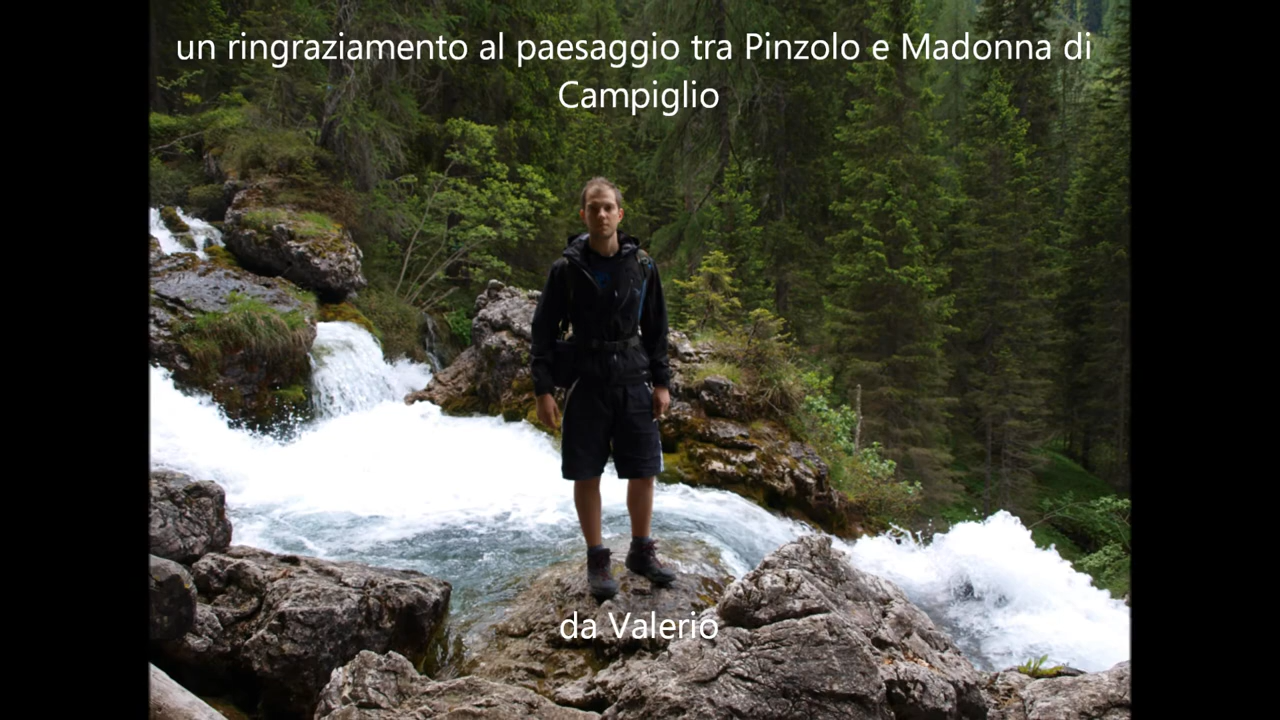 un ringraziamento al paesaggio tra Pinzolo e Madonna di
Campiglio
da Valerio